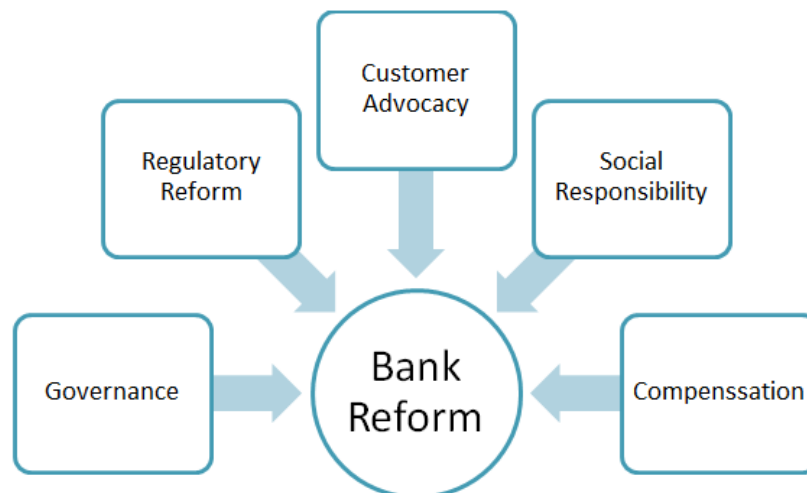 Customer
Advocacy
Regulatory
Reform
Social
Responsibility
Governance
Bank
Reform
Compenssation